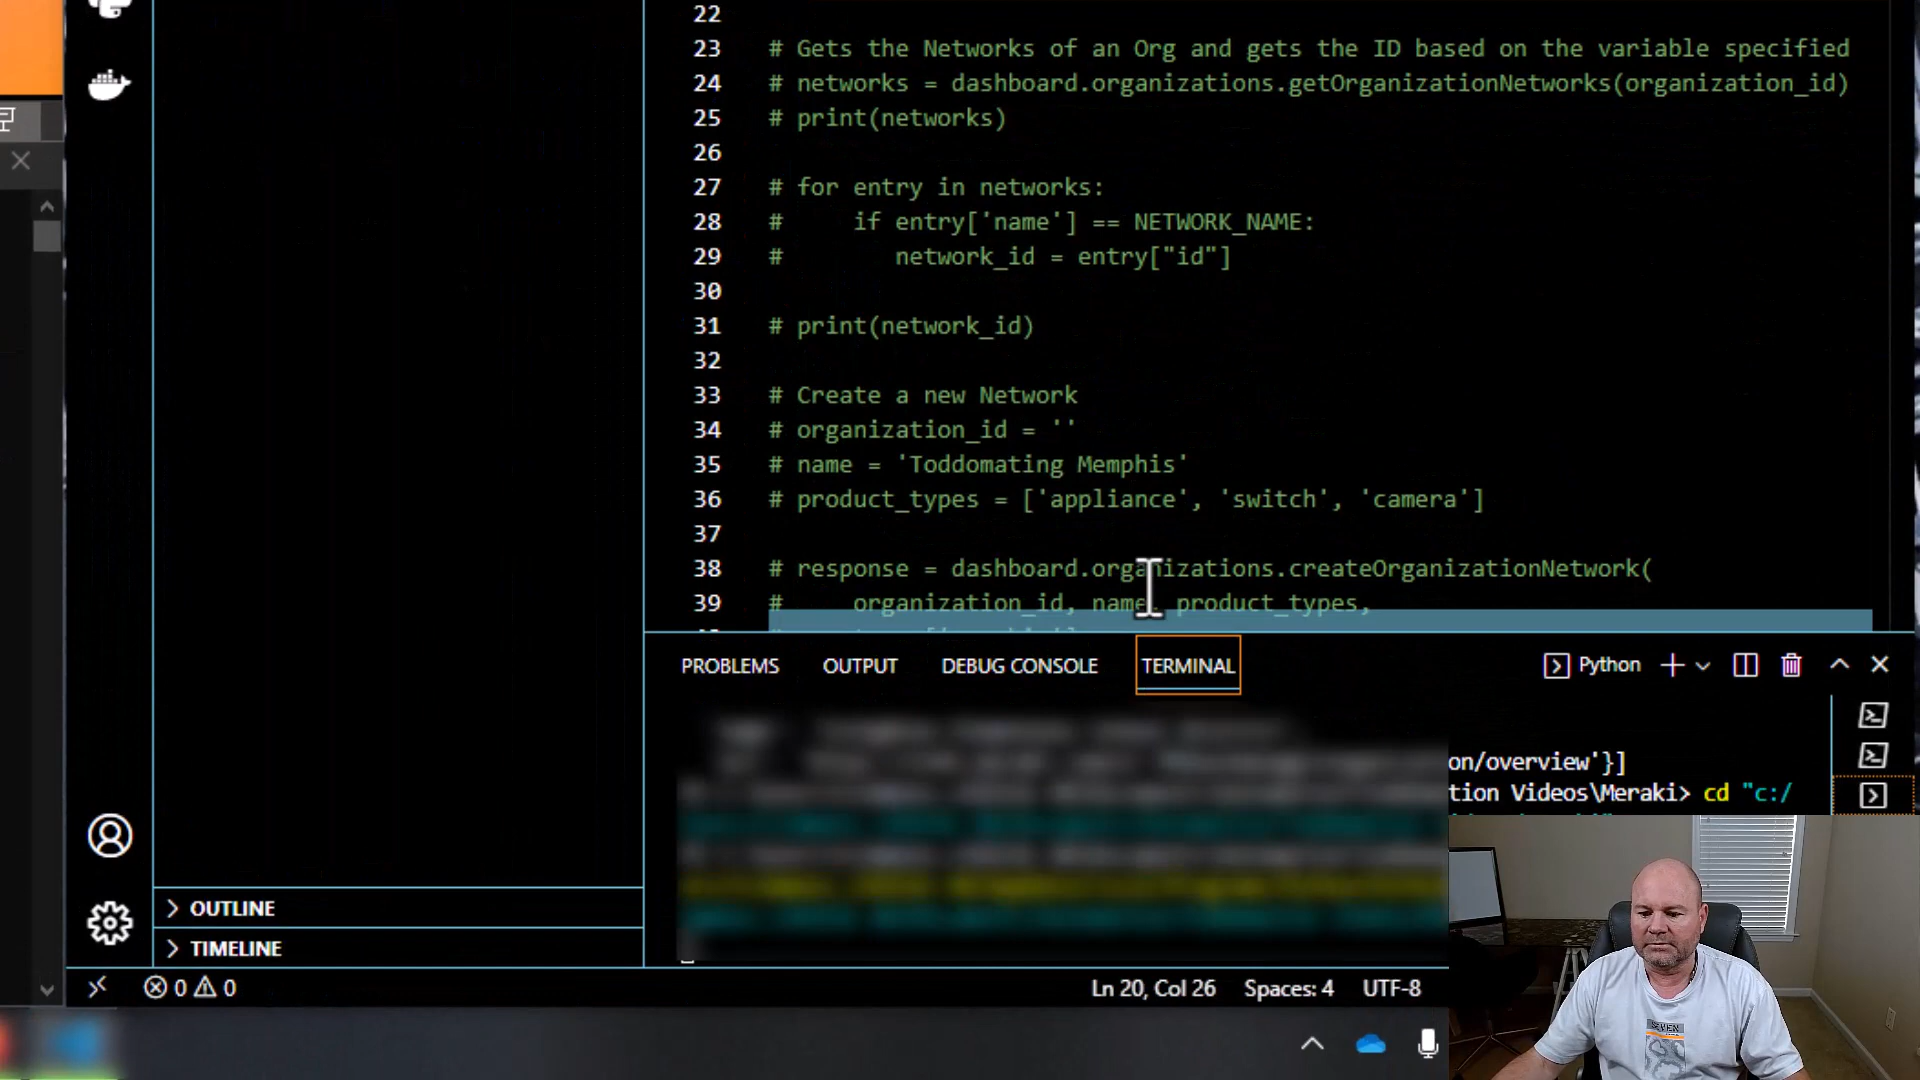 22
23 # Gets the Networks of an Org and gets the ID based on the variable specified
24 # networks = dashboard.organizations.getOrganizationNetworks(organization_id)
25 # print(networks)
26
27 # for entry in networks:
28 #     if entry['name'] == NETWORK_NAME:
29 #        network_id = entry["id"]
30
31 # print(network_id)
32
33 # Create a new Network
34 # organization_id = ''
35 # name = 'Toddomating Memphis'
36 # product_types = ['appliance', 'switch', 'camera']
37
38 # response = dashboard.organizations.createOrganizationNetwork(
39 #     organization_id, name, product_types,
PROBLEMS OUTPUT DEBUG CONSOLE TERMINAL Python
on/overview'}]
tion Videos\Meraki> cd "c:/
OUTLINE
TIMELINE
0 0 Ln 20, Col 26 Spaces: 4 UTF-8
SEVEN